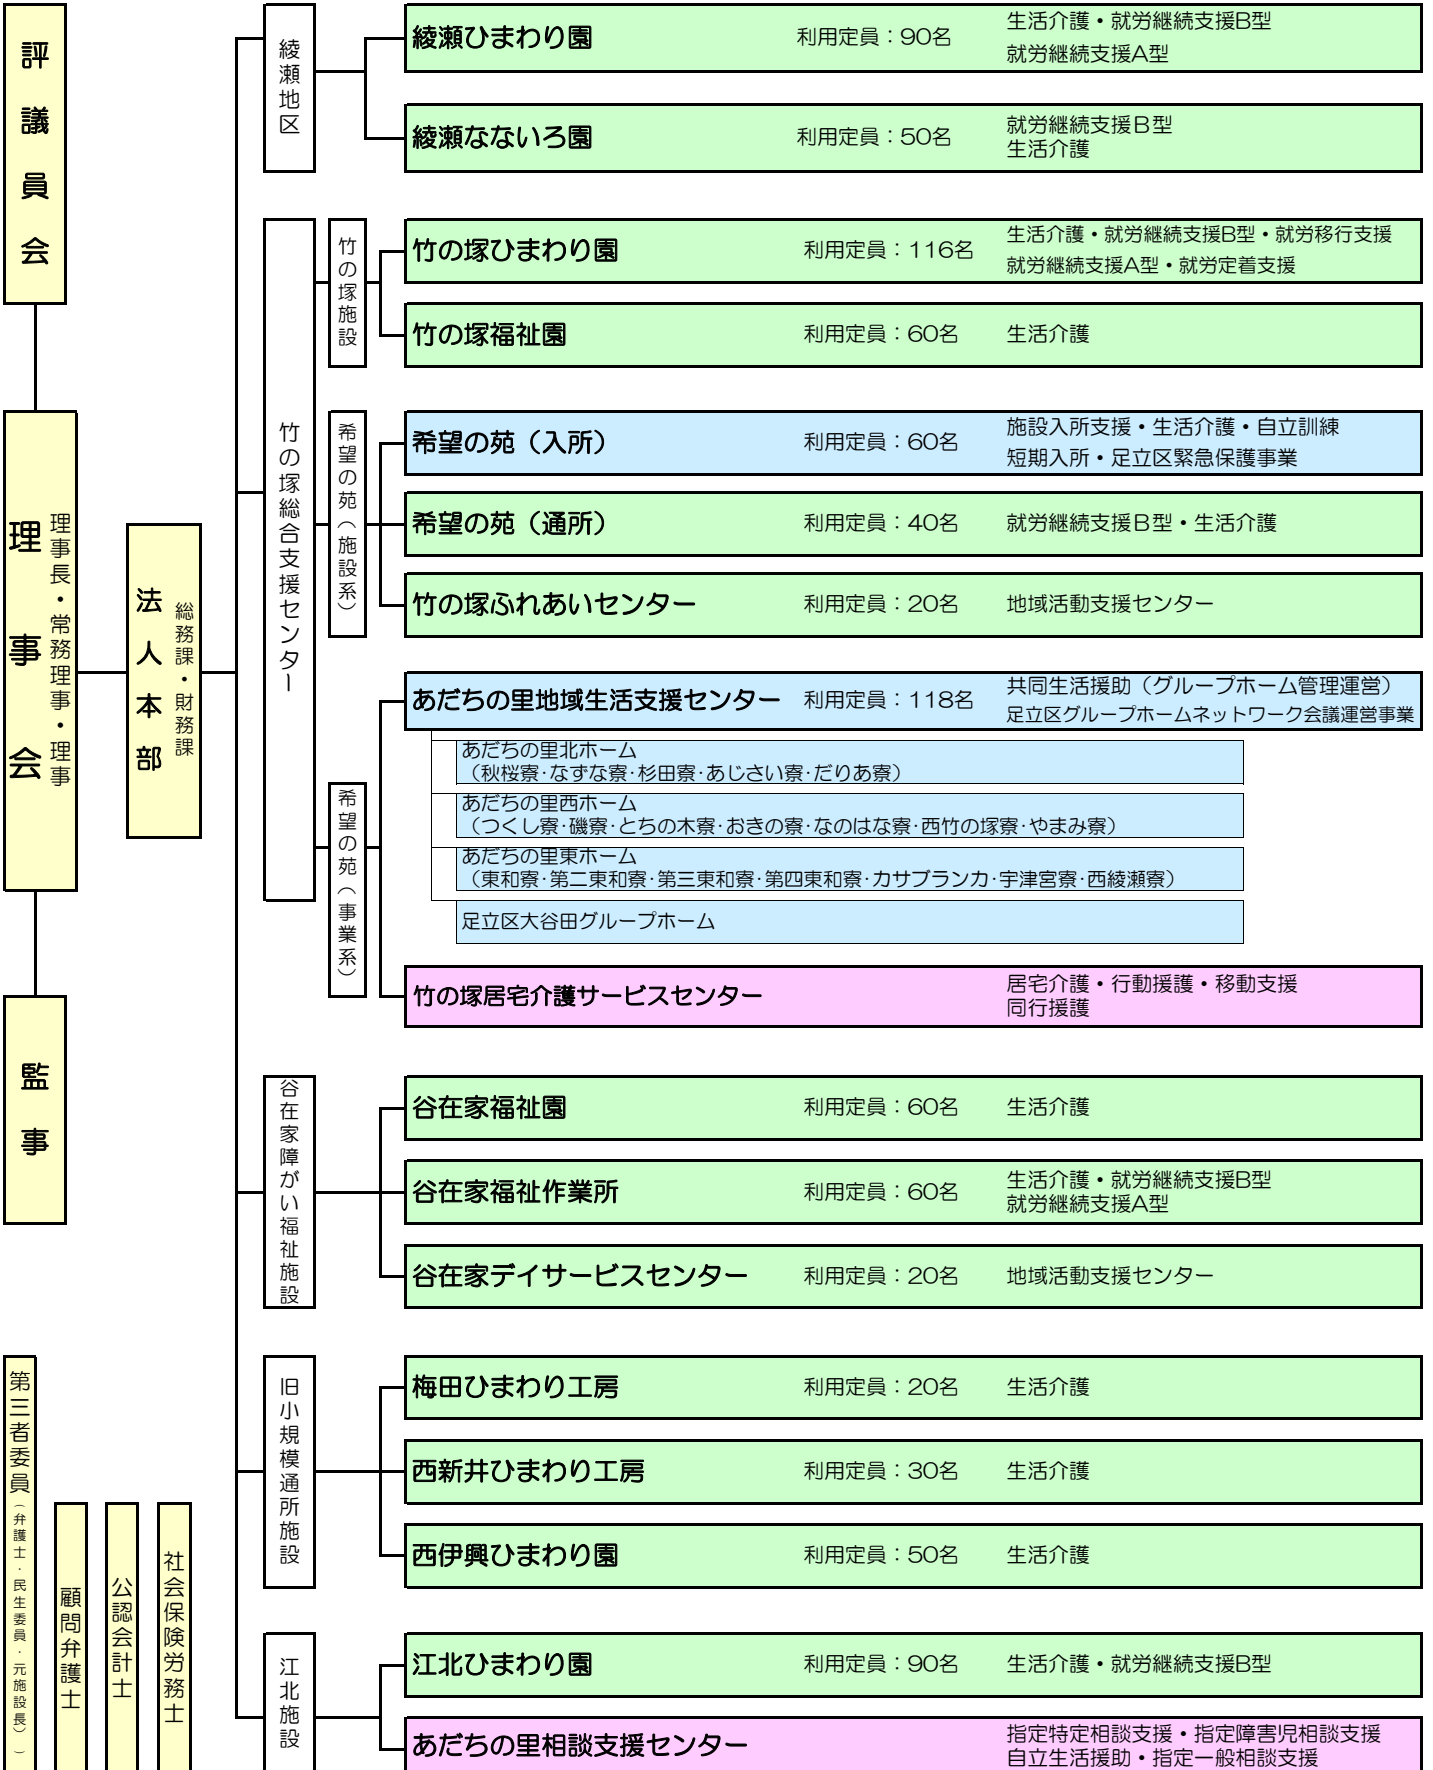 評議員会
理事会
理事長・常務理事・理事
監事
法人本部
総務課・財務課
第三者委員（弁護士・民生委員・元施設長））
顧問弁護士
公認会計士
社会保険労務士
綾瀬地区
綾瀬ひまわり園 利用定員：90名 生活介護・就労継続支援B型
就労継続支援A型
綾瀬なないろ園 利用定員：50名 就労継続支援Ｂ型
生活介護
竹の塚総合支援センター
竹の塚施設
竹の塚ひまわり園 利用定員：116名 生活介護・就労継続支援B型・就労移行支援
就労継続支援A型・就労定着支援
竹の塚福祉園 利用定員：60名 生活介護
希望の苑（施設系）
希望の苑（入所） 利用定員：60名 施設入所支援・生活介護・自立訓練
短期入所・足立区緊急保護事業
希望の苑（通所） 利用定員：40名 就労継続支援Ｂ型・生活介護
竹の塚ふれあいセンター 利用定員：20名 地域活動支援センター
希望の苑（事業系）
あだちの里地域生活支援センター 利用定員：118名 共同生活援助（グループホーム管理運営）
足立区グループホームネットワーク会議運営事業
あだちの里北ホーム
（秋桜寮･なずな寮･杉田寮･あじさい寮･だりあ寮）
あだちの里西ホーム
（つくし寮･磯寮･とちの木寮･おきの寮･なのはな寮･西竹の塚寮･やまみ寮）
あだちの里東ホーム
（東和寮･第二東和寮･第三東和寮･第四東和寮･カサブランカ･宇津宮寮･西綾瀬寮）
足立区大谷田グループホーム
竹の塚居宅介護サービスセンター 居宅介護・行動援護・移動支援
同行援護
谷在家障がい福祉施設
谷在家福祉園 利用定員：60名 生活介護
谷在家福祉作業所 利用定員：60名 生活介護・就労継続支援B型
就労継続支援A型
谷在家デイサービスセンター 利用定員：20名 地域活動支援センター
旧小規模通所施設
梅田ひまわり工房 利用定員：20名 生活介護
西新井ひまわり工房 利用定員：30名 生活介護
西伊興ひまわり園 利用定員：50名 生活介護
江北施設
江北ひまわり園 利用定員：90名 生活介護・就労継続支援B型
あだちの里相談支援センター 指定特定相談支援・指定障害児相談支援
自立生活援助・指定一般相談支援